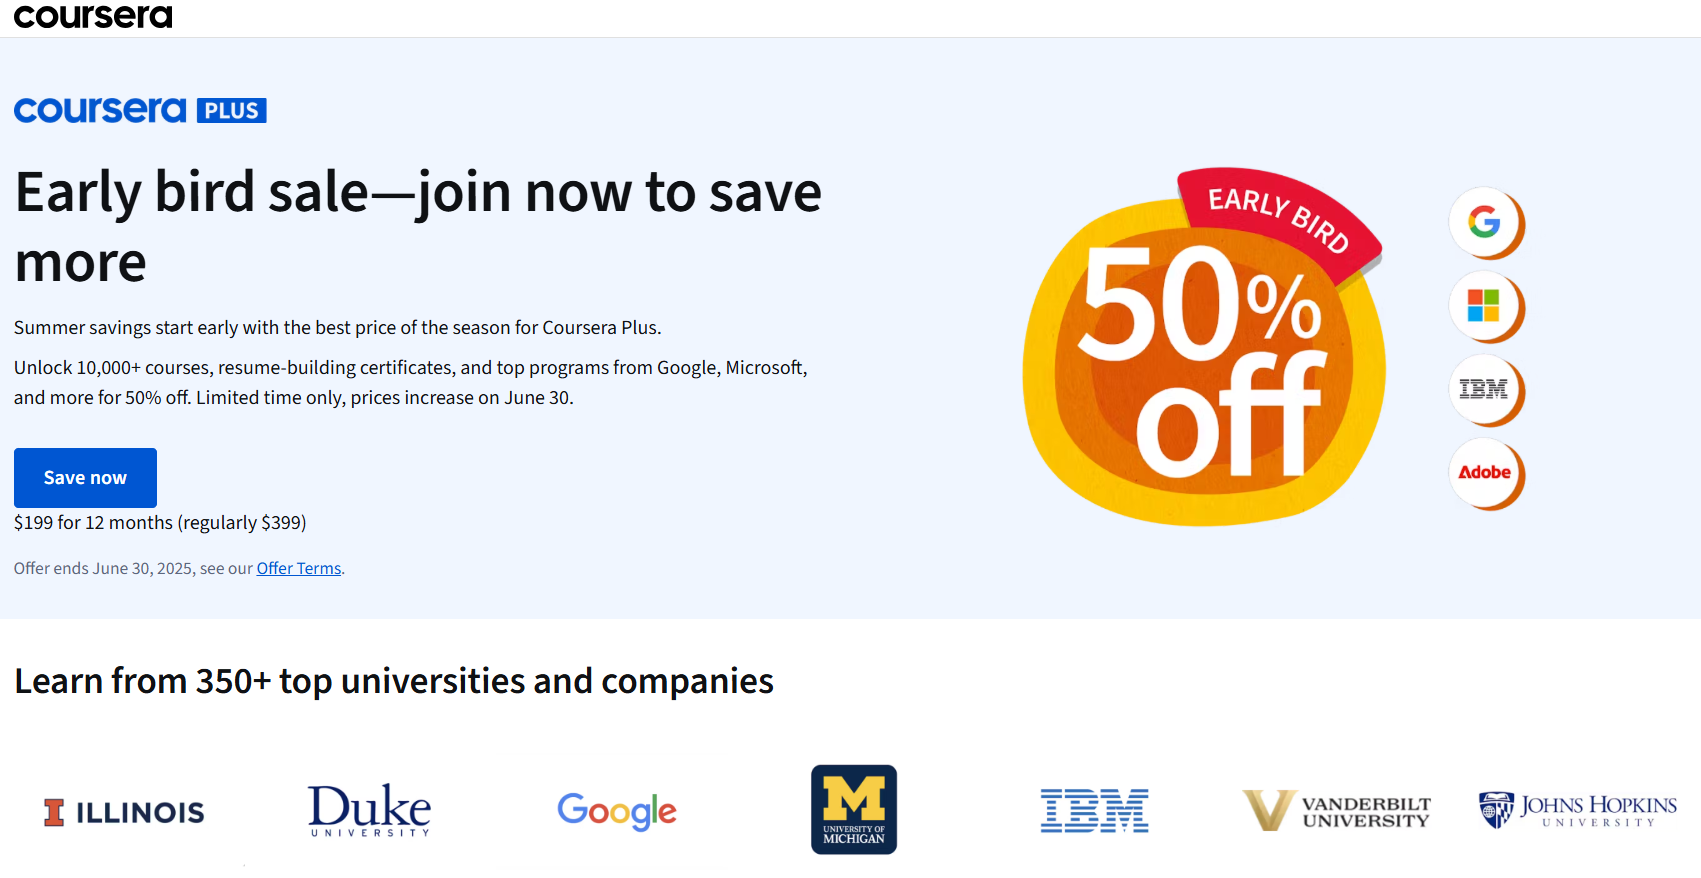 coursera
coursera PLUS
Early bird sale—join now to save
more
Summer savings start early with the best price of the season for Coursera Plus.
Unlock 10,000+ courses, resume-building certificates, and top programs from Google, Microsoft,
and more for 50% off. Limited time only, prices increase on June 30.
Save now
$199 for 12 months (regularly $399)
Offer ends June 30, 2025, see our Offer Terms.
EARLY BIRD
50%
off
G
IBM
Adobe
Learn from 350+ top universities and companies
I ILLINOIS
Duke
UNIVERSITY
Google
M
UNIVERSITY OF
MICHIGAN
IBM
V VANDERBILT
UNIVERSITY
JOHNS HOPKINS
UNIVERSITY